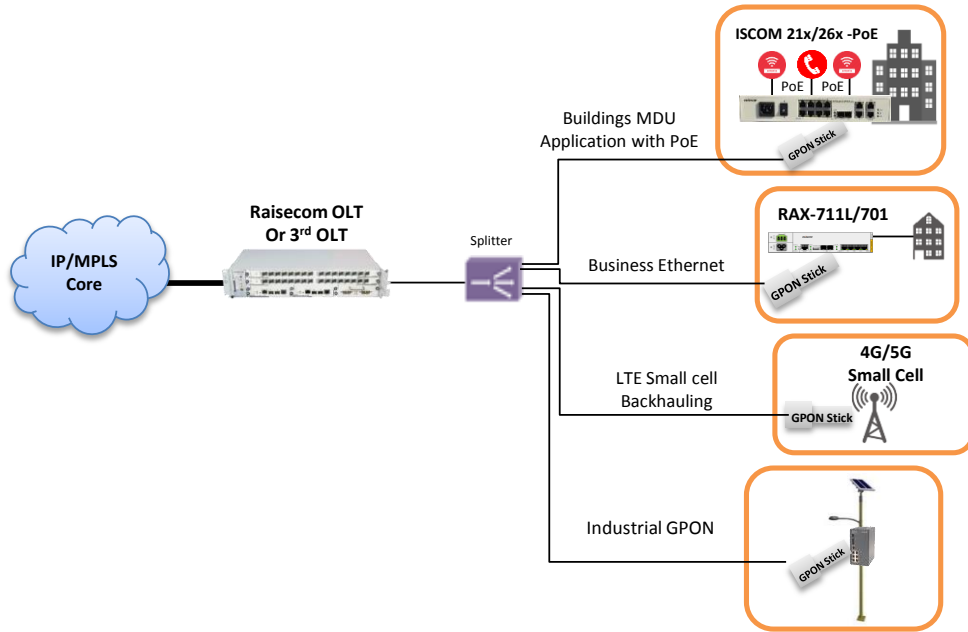 ISCOM 21x/26x -PoE
PoE PoE
GPON Stick
Buildings MDU
Application with PoE
Raisecom OLT
Or 3rd OLT
IP/MPLS
Core
Splitter
RAX-711L/701
Business Ethernet
GPON Stick
4G/5G
Small Cell
LTE Small cell
Backhauling
GPON Stick
Industrial GPON
GPON Stick